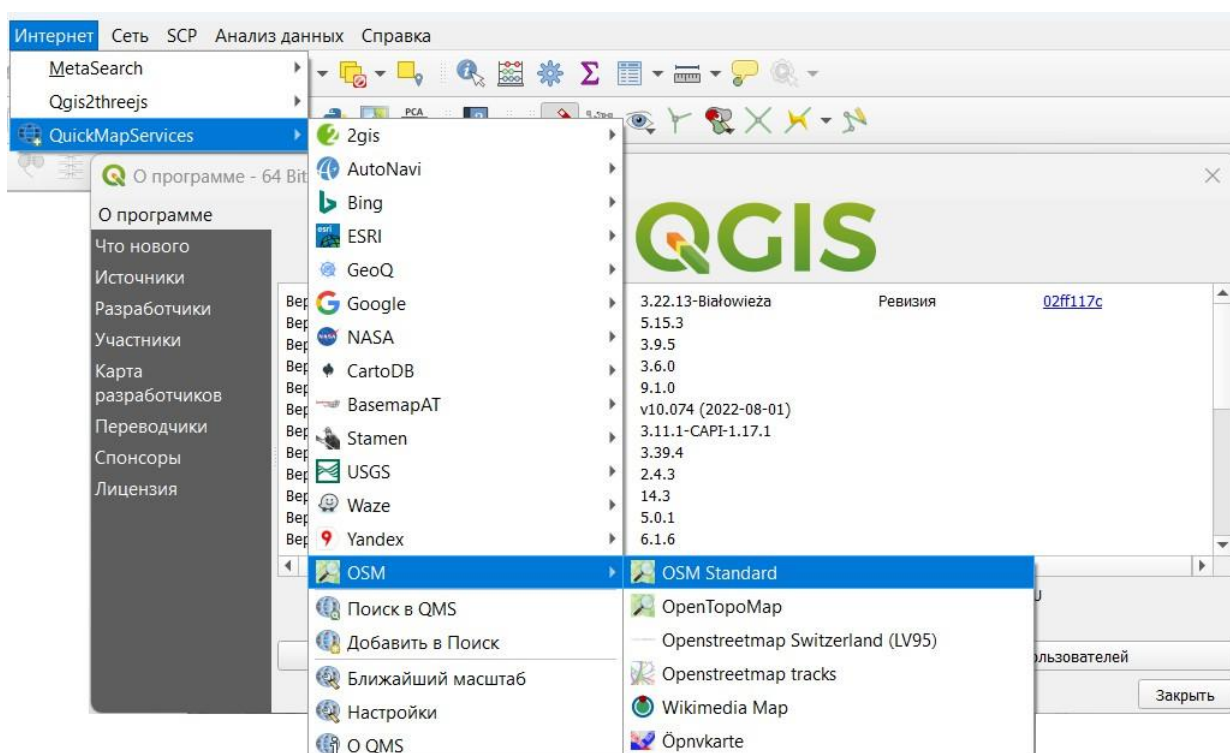 Интернет Сеть SCP Анализ данных Справка
MetaSearch
Qgis2threejs
PCA
QuickMapServices
2gis
О программе - 64 Bit
AutoNavi
О программе
Bing
QGIS
Что нового
ESRI
Источники
GeoQ
Разработчики
Google
3.22.13-Białowieża Ревизия 02ff117c
5.15.3
Участники
NASA
3.9.5
Карта
разработчиков
CartoDB
3.6.0
9.1.0
BasemapAT
v10.074 (2022-08-01)
Переводчики
Stamen
3.11.1-CAPI-1.17.1
Спонсоры
USGS
3.39.4
2.4.3
Лицензия
Waze
14.3
5.0.1
Yandex
6.1.6
OSM
OSM Standard
Поиск в QMS
OpenTopoMap
Добавить в Поиск
Openstreetmap Switzerland (LV95)
Ближайший масштаб
Openstreetmap tracks
Настройки
Wikimedia Map
Закрыть
О QMS
Öpnvkarte